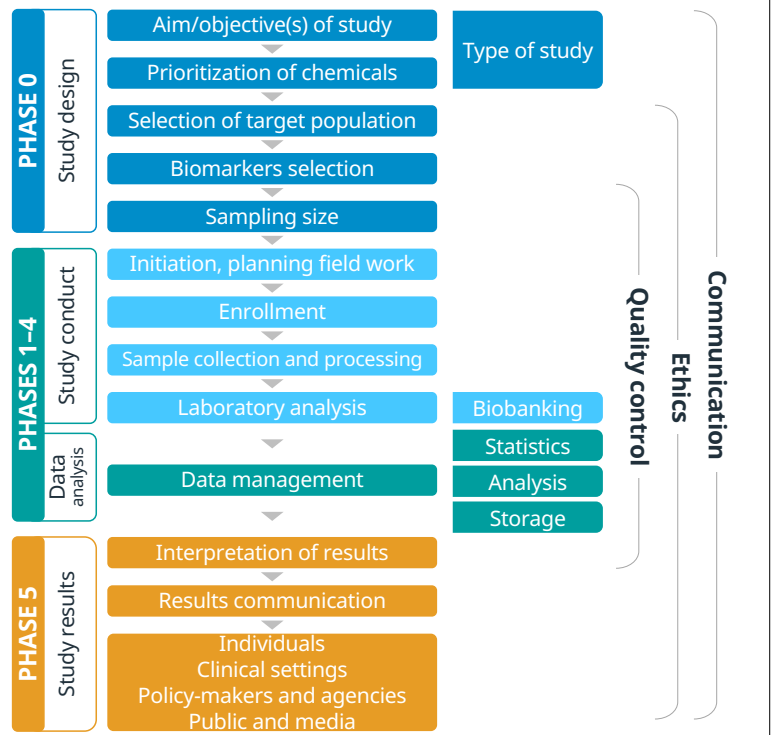 PHASE 0
Study design
Aim/objective(s) of study
Prioritization of chemicals
Type of study
Selection of target population
Biomarkers selection
Sampling size
PHASES 1–4
Study conduct
Initiation, planning field work
Enrollment
Sample collection and processing
Laboratory analysis
Biobanking
Data
analysis
Data management
Statistics
Analysis
Storage
PHASE 5
Study results
Interpretation of results
Results communication
Individuals
Clinical settings
Policy-makers and agencies
Public and media
Quality control
Ethics
Communication